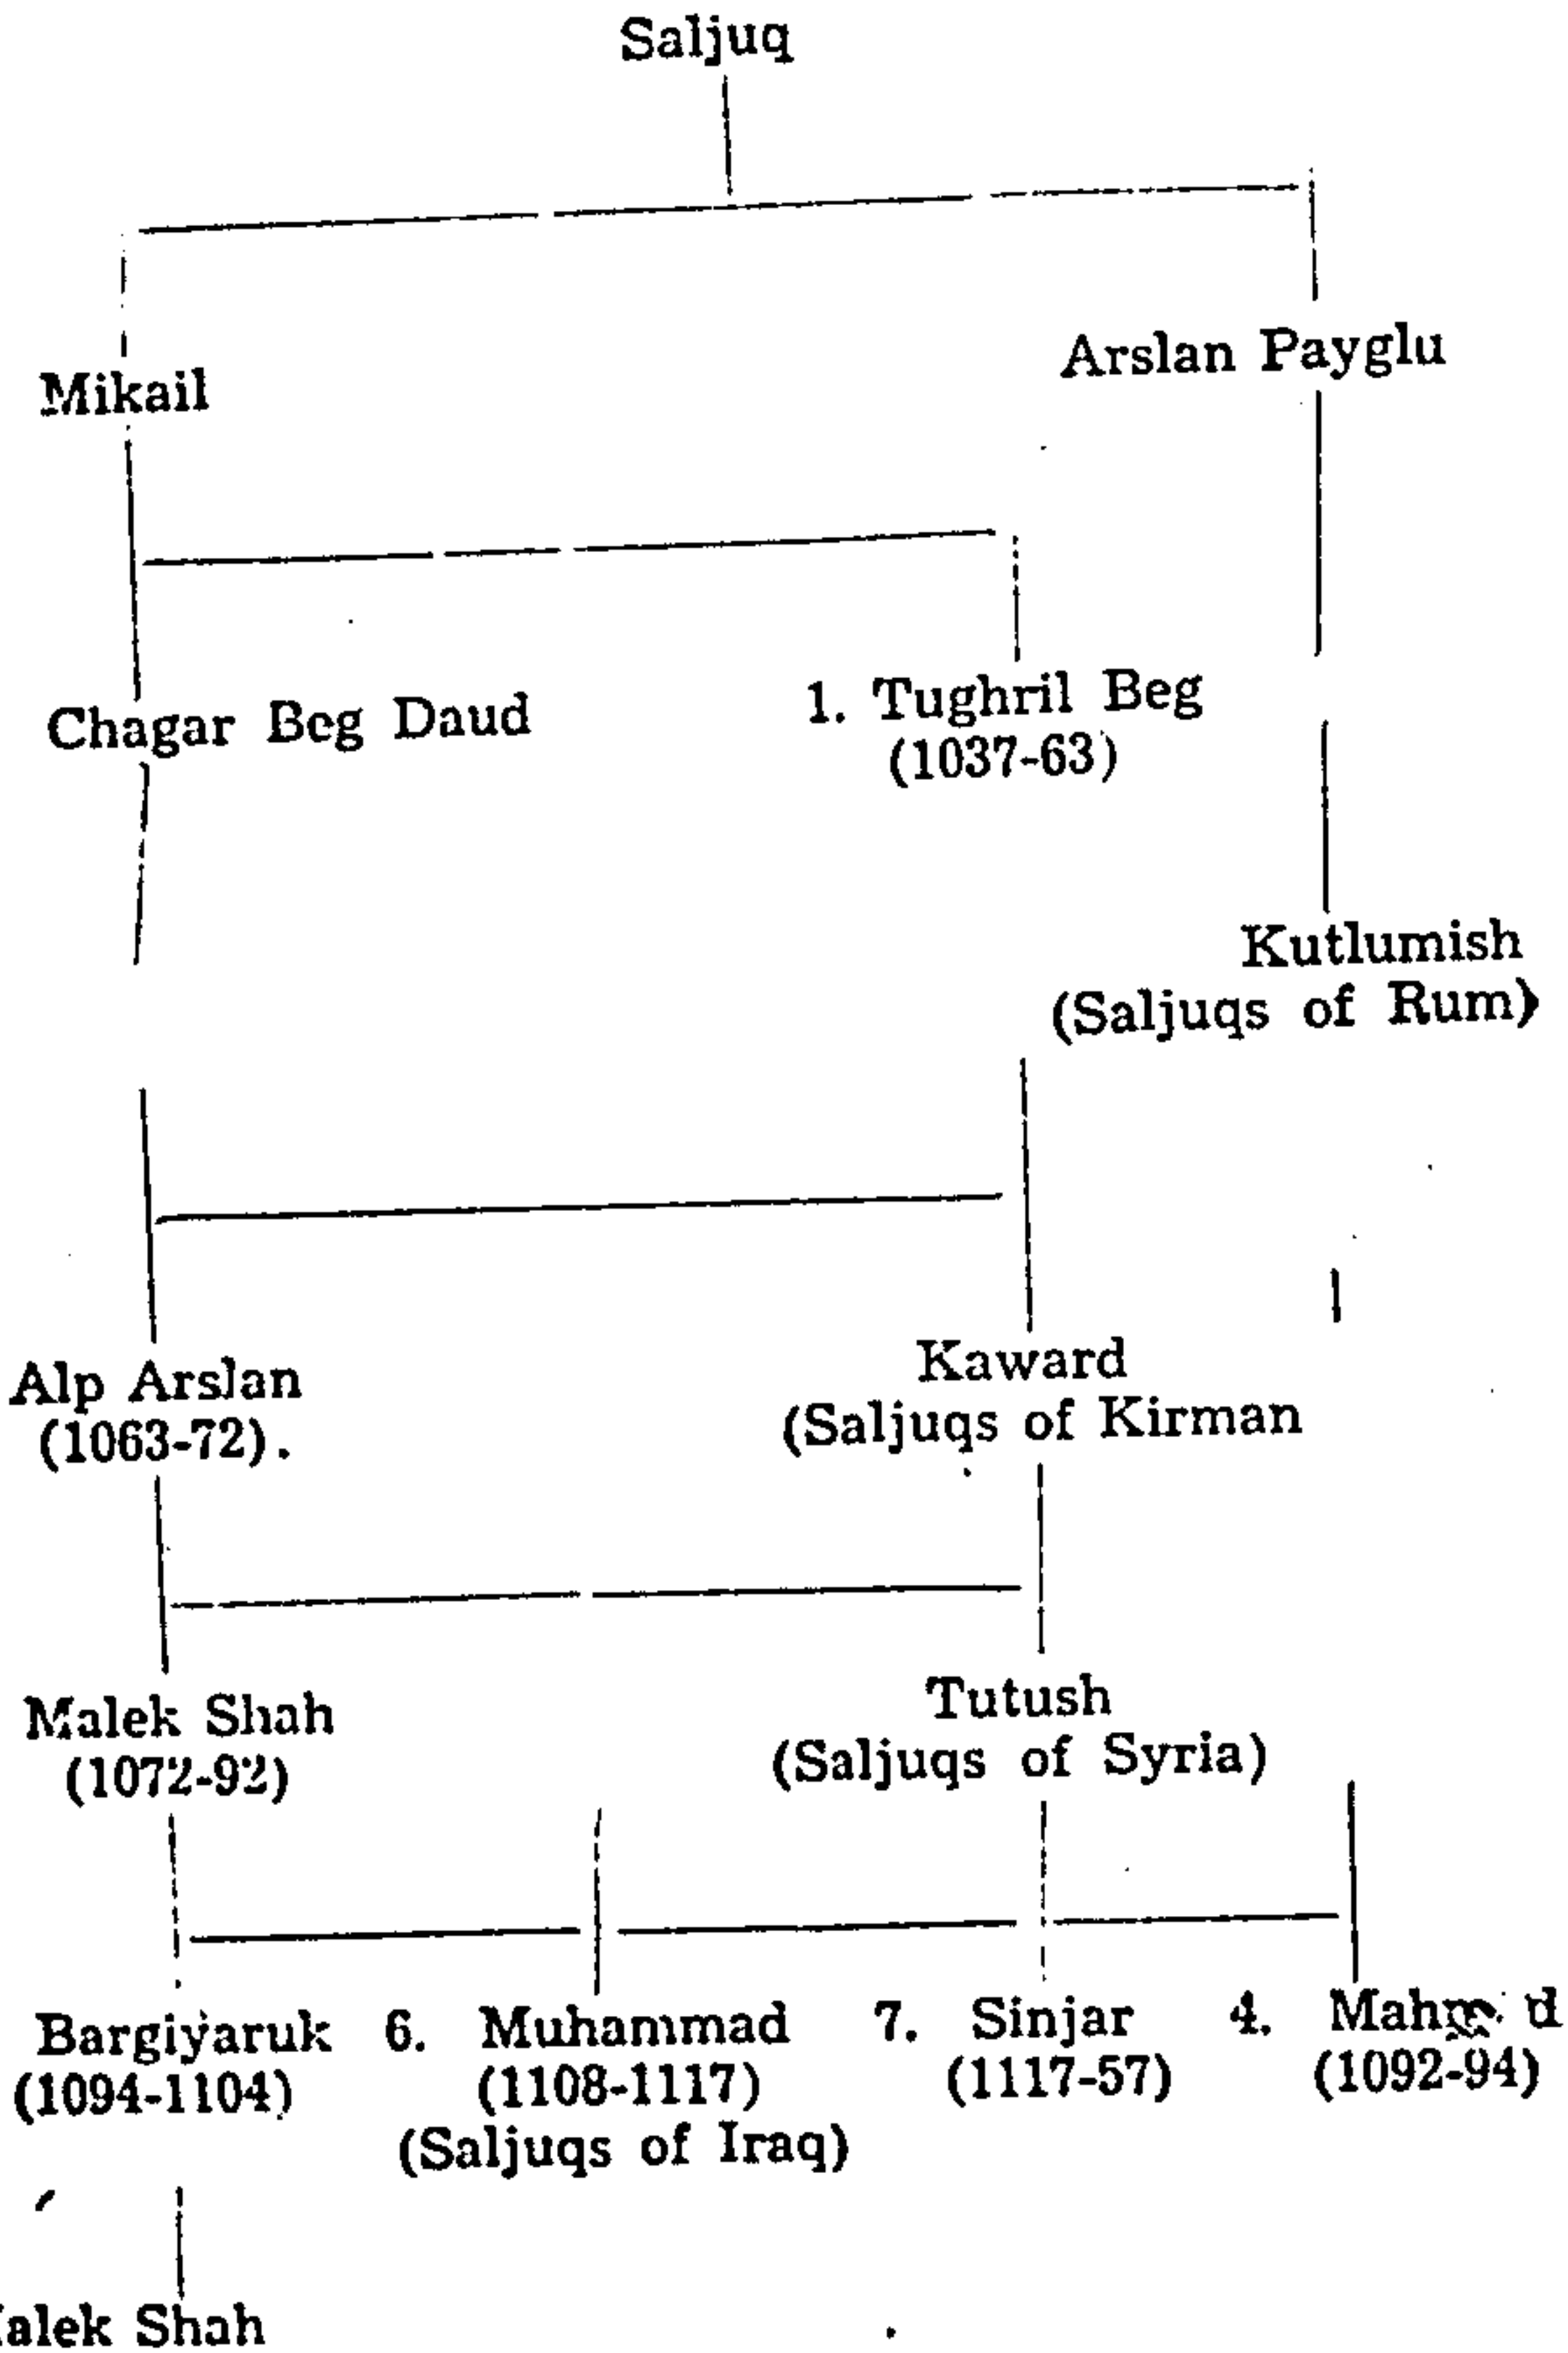 Saljuq
Mikail
Arslan Payglu
Chagar Beg Daud
1. Tughril Beg
(1037-63)
Kutlumish
(Saljuqs of Rum)
Alp Arslan
(1063-72).
Kaward
(Saljuqs of Kirman
Malek Shah
(1072-92)
Tutush
(Saljuqs of Syria)
Bargiyaruk
(1094-1104)
6. Muhammad
(1108-1117)
(Saljuqs of Iraq)
7. Sinjar
(1117-57)
4.
(1092-94)
Shah